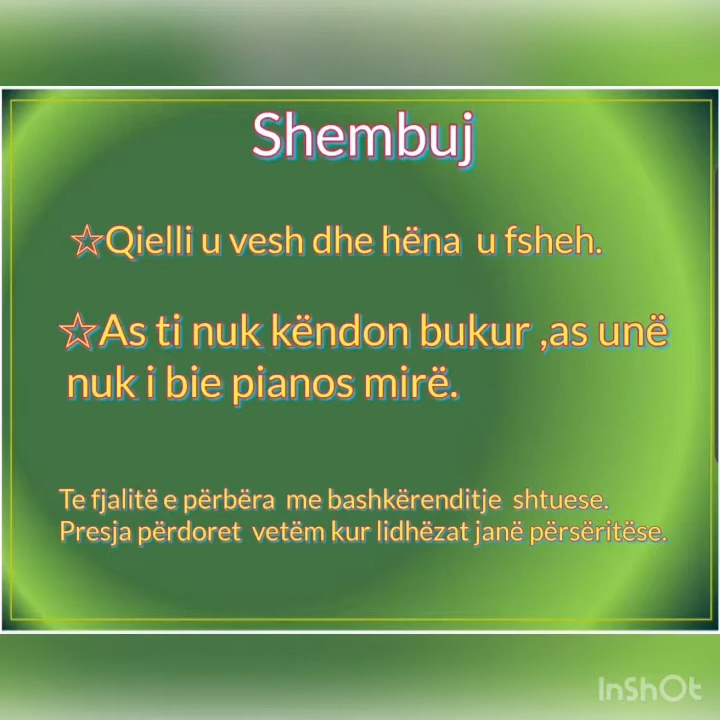 Shembuj
☆Qielli u vesh dhe hëna u fsheh.
☆As ti nuk këndon bukur ,as unë
nuk i bie pianos mirë.
Te fjalitë e përbëra me bashkërenditje shtuese.
Presja përdoret vetëm kur lidhëzat janë përsëritëse.
InShOt